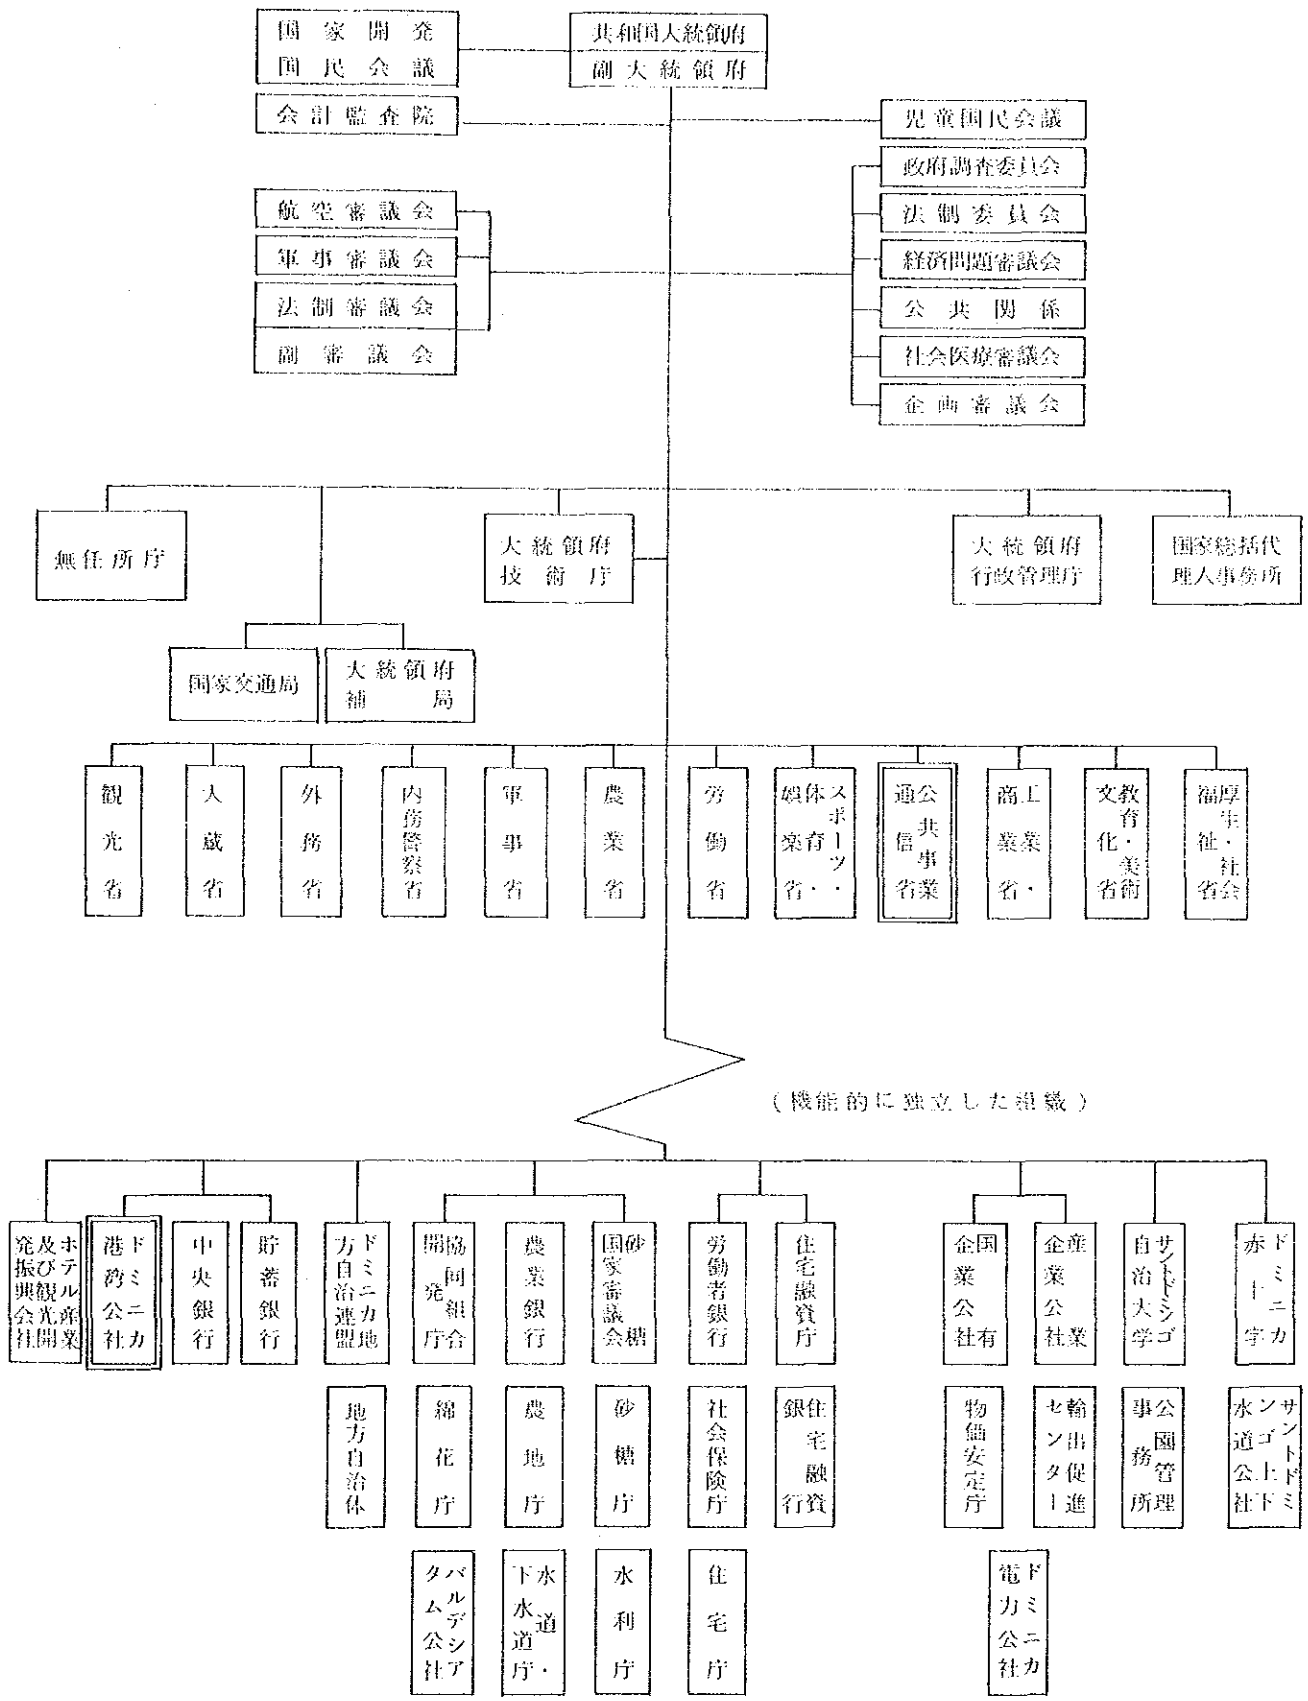 国家開発
国民会議
共和国大統領府
副大統領府
会計監査院
児童国民会議
政府調査委員会
法制委員会
経済問題審議会
公共関係
社会医療審議会
企画審議会
航空審議会
軍事審議会
法制審議会
副審議会
無任所庁
大統領府
技術庁
大統領府
行政管理庁
国家総括代
理人事務所
国家交通局
大統領府
補局
観光省
大蔵省
外務省
内務警察省
軍事省
農業省
労働省
スポーツ・
体育・
娯楽省
公共事業
通信省
工業・
商業省
教育・美術
文化省
厚生・社会
福祉省
(機能的に独立した組織)
ホテル産業
及び観光開
発振興会社
ドミニカ
港湾公社
中央銀行
貯蓄銀行
ドミニカ地
方自治連盟
協同組合
開発庁
農業銀行
砂糖
国家審議会
労働者銀行
住宅融資庁
国有
企業公社
産業
企業公社
サントドミンゴ
自治大学
ドミニカ
赤十字
地方自治体
綿花庁
農地庁
砂糖庁
社会保険庁
住宅融資
銀行
物価安定庁
輸出促進
センター
公園管理
事務所
サントドミ
ンゴ上下
水道公社
バルデシア
タム公社
水道・
下水道庁
水利庁
住宅庁
ドミニカ
電力公社